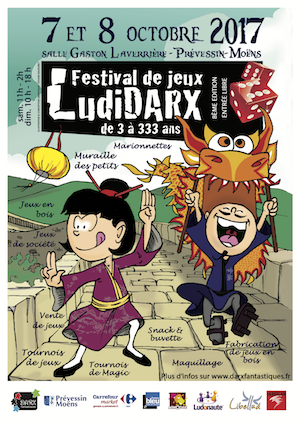 7 ET 8 OCTOBRE 2017
SALLE GASTON LAVERRIÈRE - PRÉVESSIN-MOËNS
sam. 11h - 2h
dim. 10h - 18h
Festival de jeux
LudiDARX
de 3 à 333 ans
8ÈME ÉDITION
ENTRÉE LIBRE
Marionnettes
Muraille
des petits
Jeux en
bois
Jeux
de société
Vente
de jeux
Snack &
buvette
Tournois
de jeux
Tournois
de Magic
Maquillage
Fabrication
de jeux en
bois
Plus d'infos sur www.darxfantastiques.fr
DARX
Prévessin
Moëns
Carrefour
market
bleu
Ludonaute
Libellud